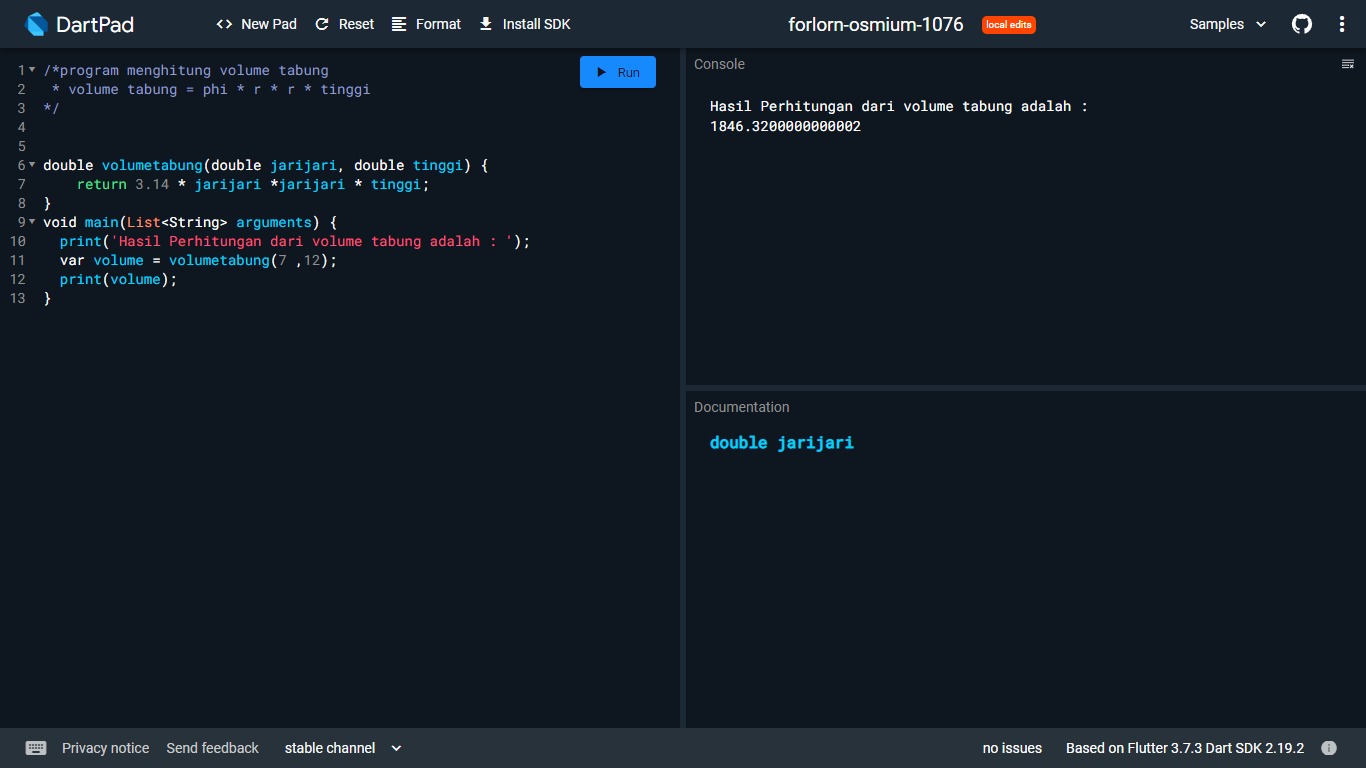 DartPad
<> New Pad
Reset
Format
Install SDK
forlorn-osmium-1076
local edits
Samples
1 /*program menghitung volume tabung
2  * volume tabung = phi * r * r * tinggi
3 */
4
5
6 double volumetabung(double jarijari, double tinggi) {
7     return 3.14 * jarijari *jarijari * tinggi;
8 }
9 void main(List<String> arguments) {
10   print('Hasil Perhitungan dari volume tabung adalah : ');
11   var volume = volumetabung(7 ,12);
12   print(volume);
13 }
Run
Console
Hasil Perhitungan dari volume tabung adalah :
1846.3200000000002
Documentation
double jarijari
Privacy notice
Send feedback
stable channel
no issues
Based on Flutter 3.7.3 Dart SDK 2.19.2